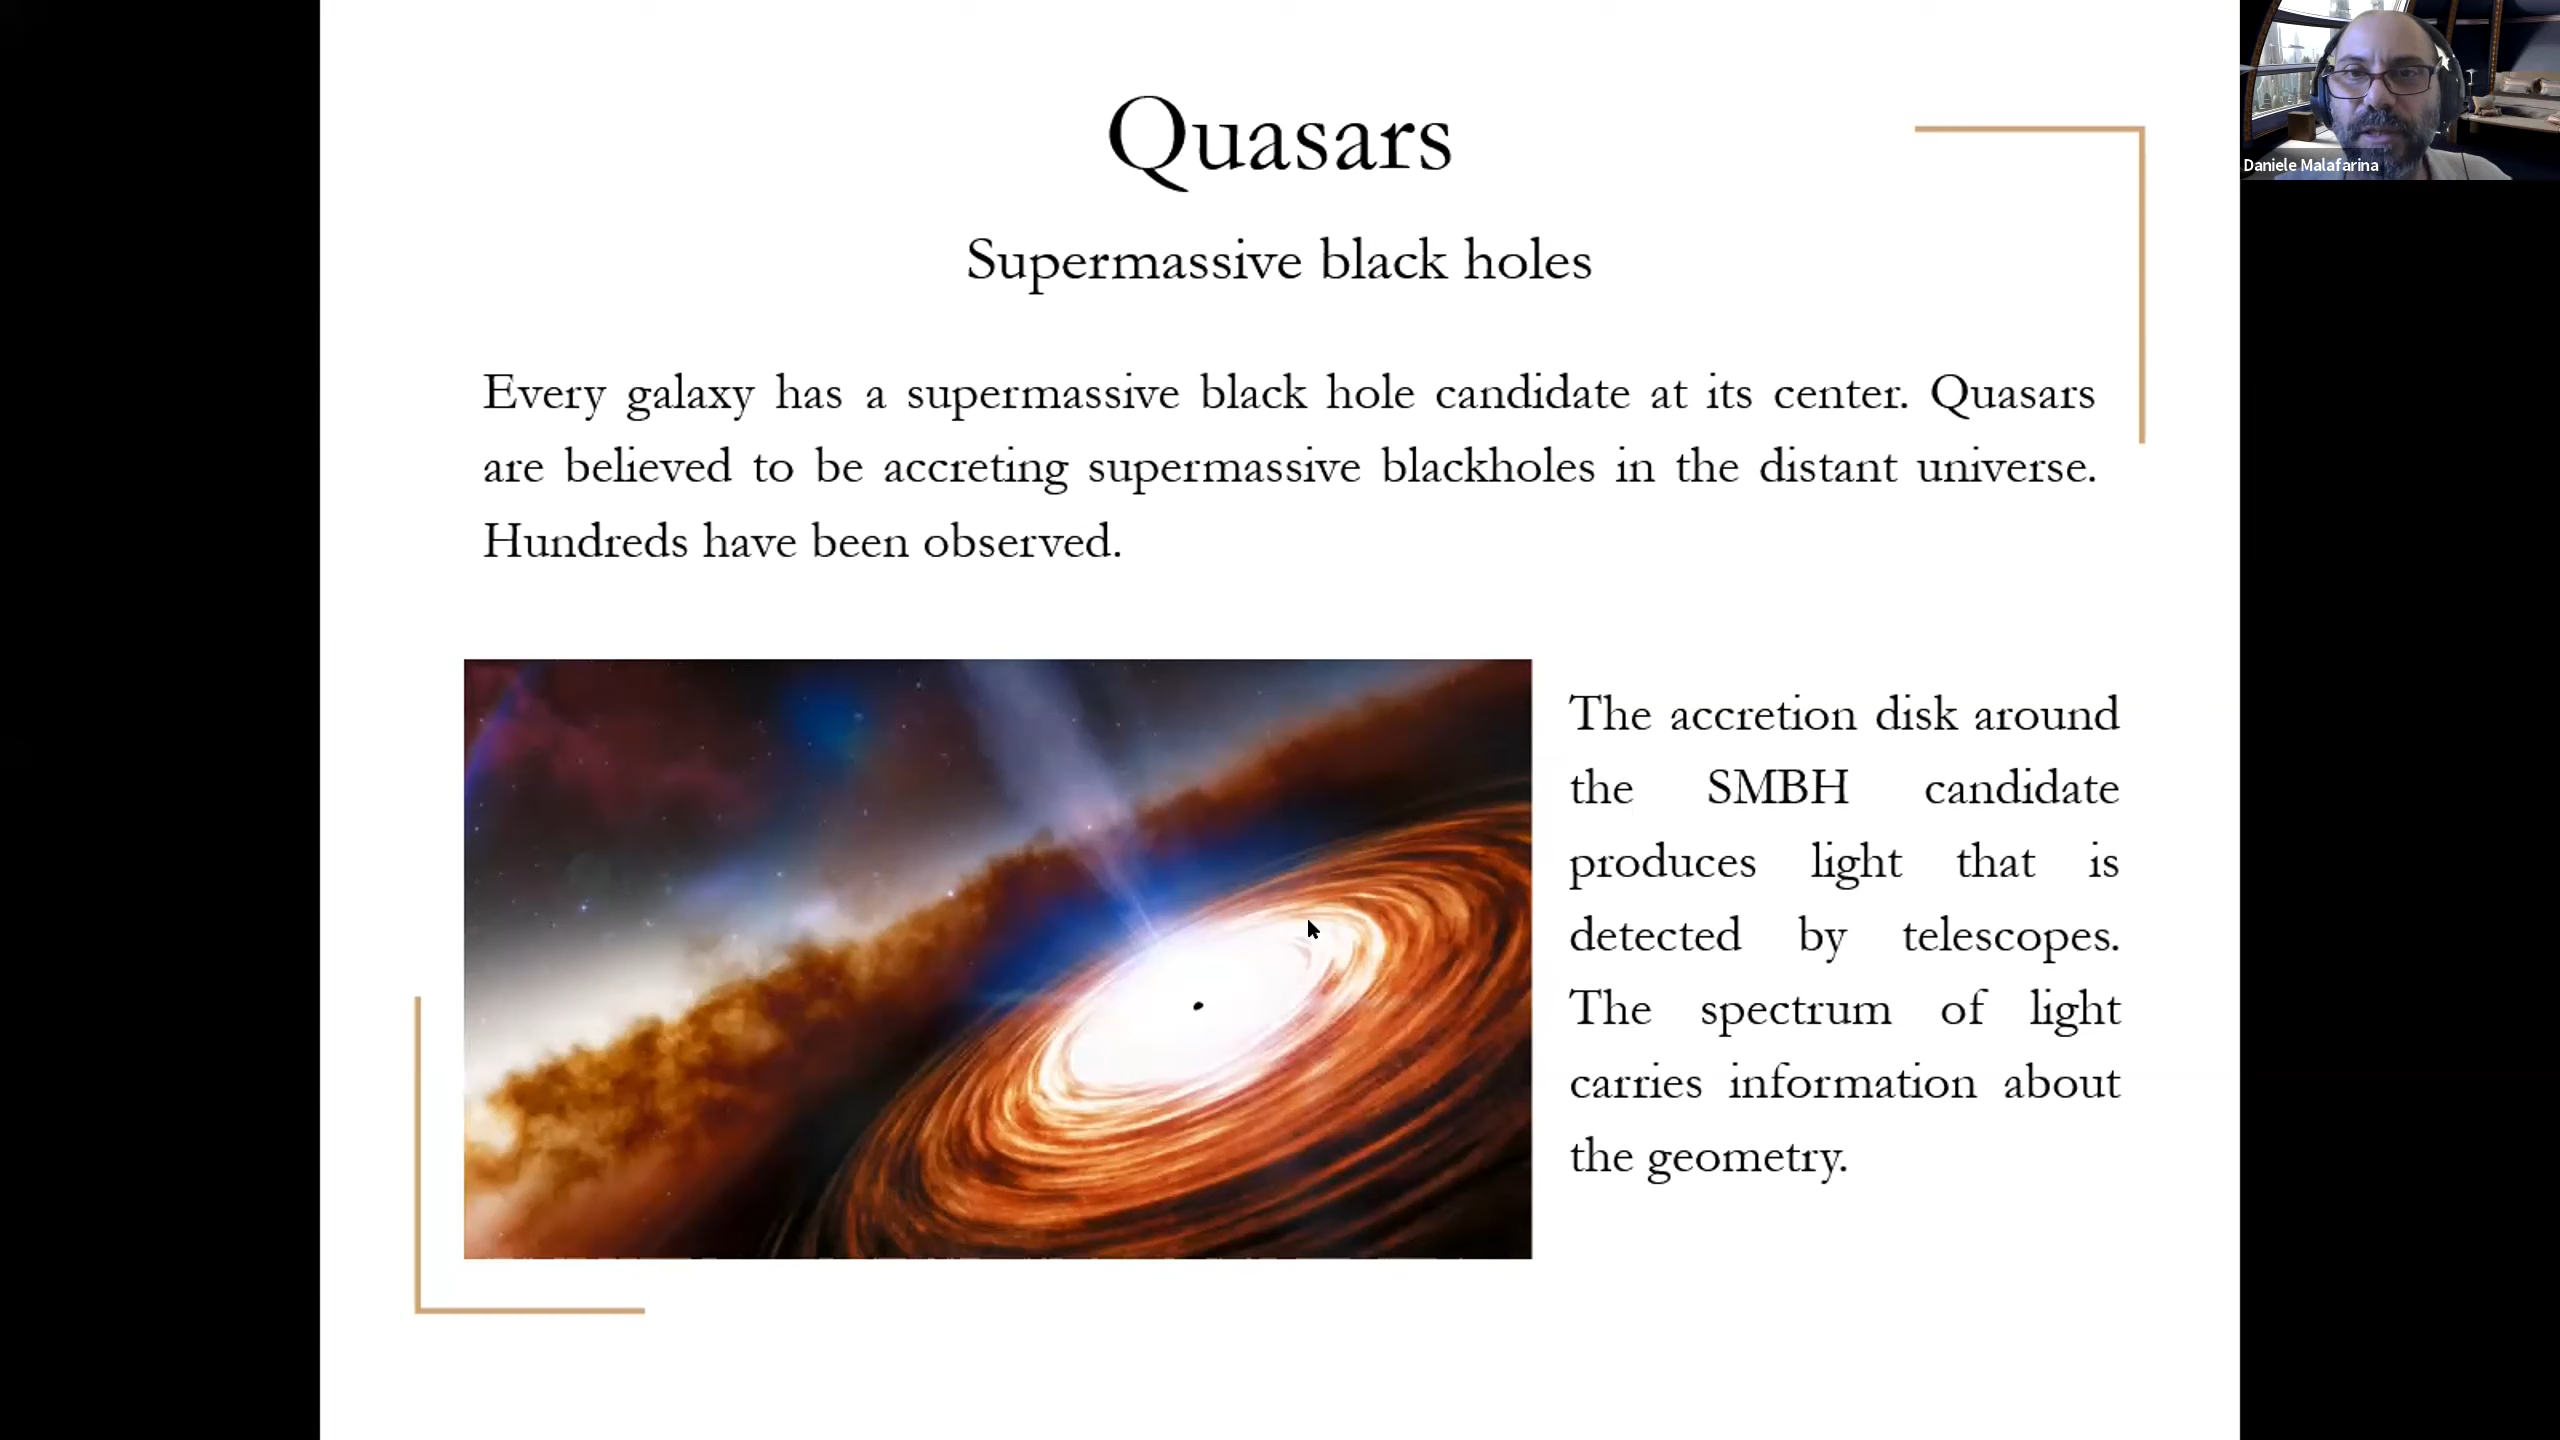 Quasars
Supermassive black holes
Every galaxy has a supermassive black hole candidate at its center. Quasars
are believed to be accreting supermassive blackholes in the distant universe.
Hundreds have been observed.
The accretion disk around
the SMBH candidate
produces light that is
detected by telescopes.
The spectrum of light
carries information about
the geometry.
Daniele Malafarina